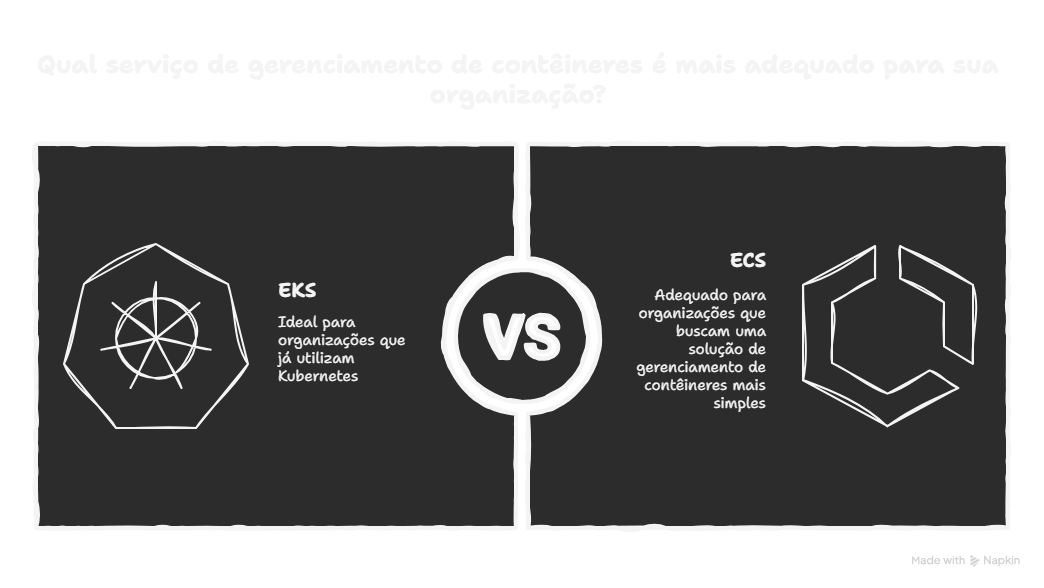 Qual serviço de gerenciamento de contêineres é mais adequado para sua
organização?
EKS
Ideal para
organizações que
já utilizam
Kubernetes
VS
ECS
Adequado para
organizações que
buscam uma
solução de
gerenciamento de
contêineres mais
simples
Made with Napkin